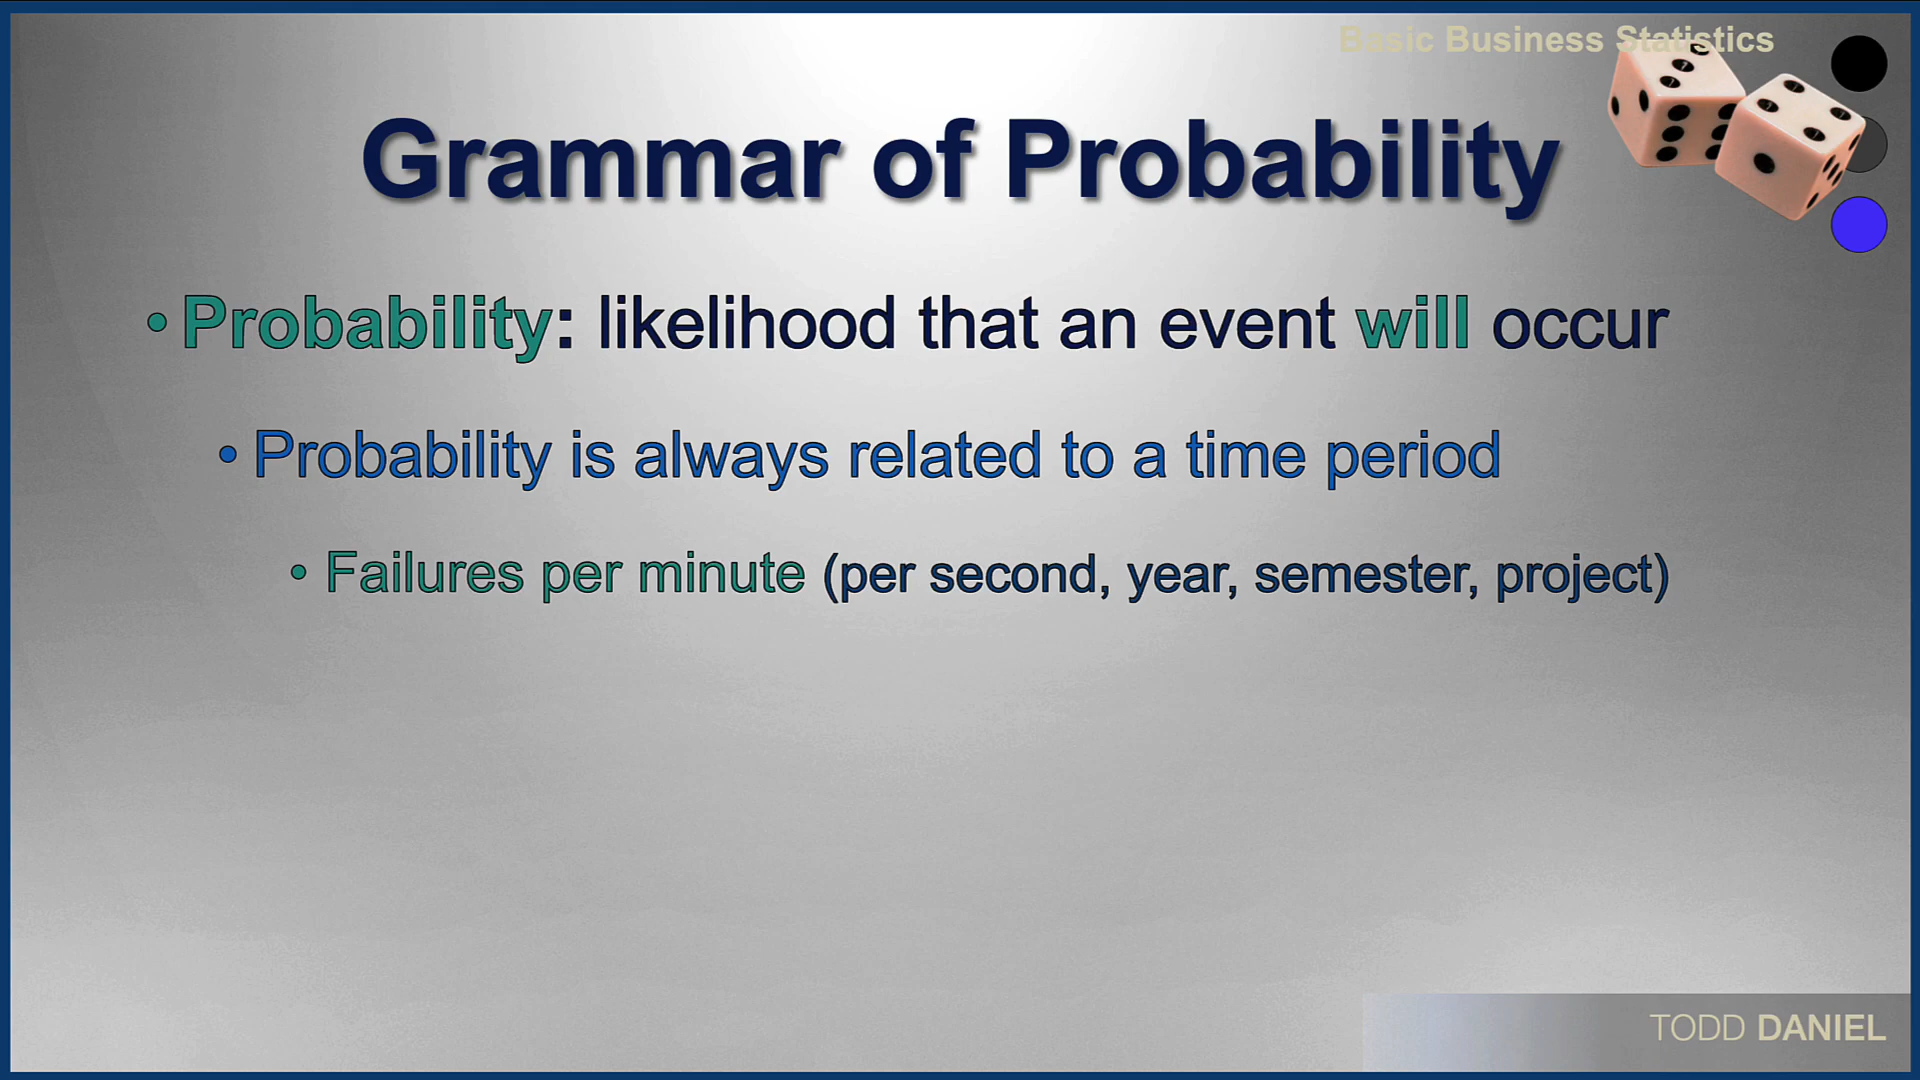 Basic Business Statistics
Grammar of Probability
• Probability: likelihood that an event will occur
• Probability is always related to a time period
• Failures per minute (per second, year, semester, project)
TODD DANIEL